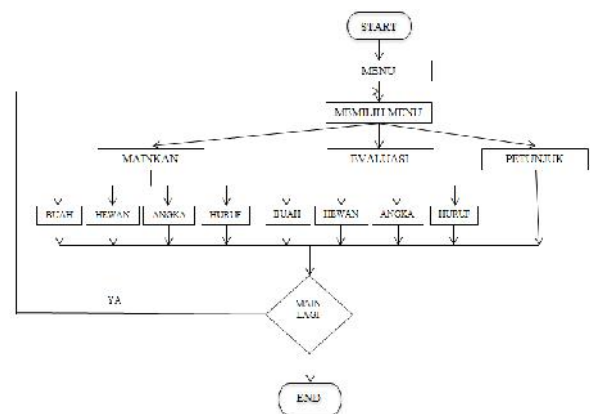 START
MENU
MEMILIH MENU
MAINKAN EVALUASI PETUNJUK
BUAH HEWAN ANGKA HURUF BUAH HEWAN ANGKA HURUF
MAIN
LAGI
YA
END